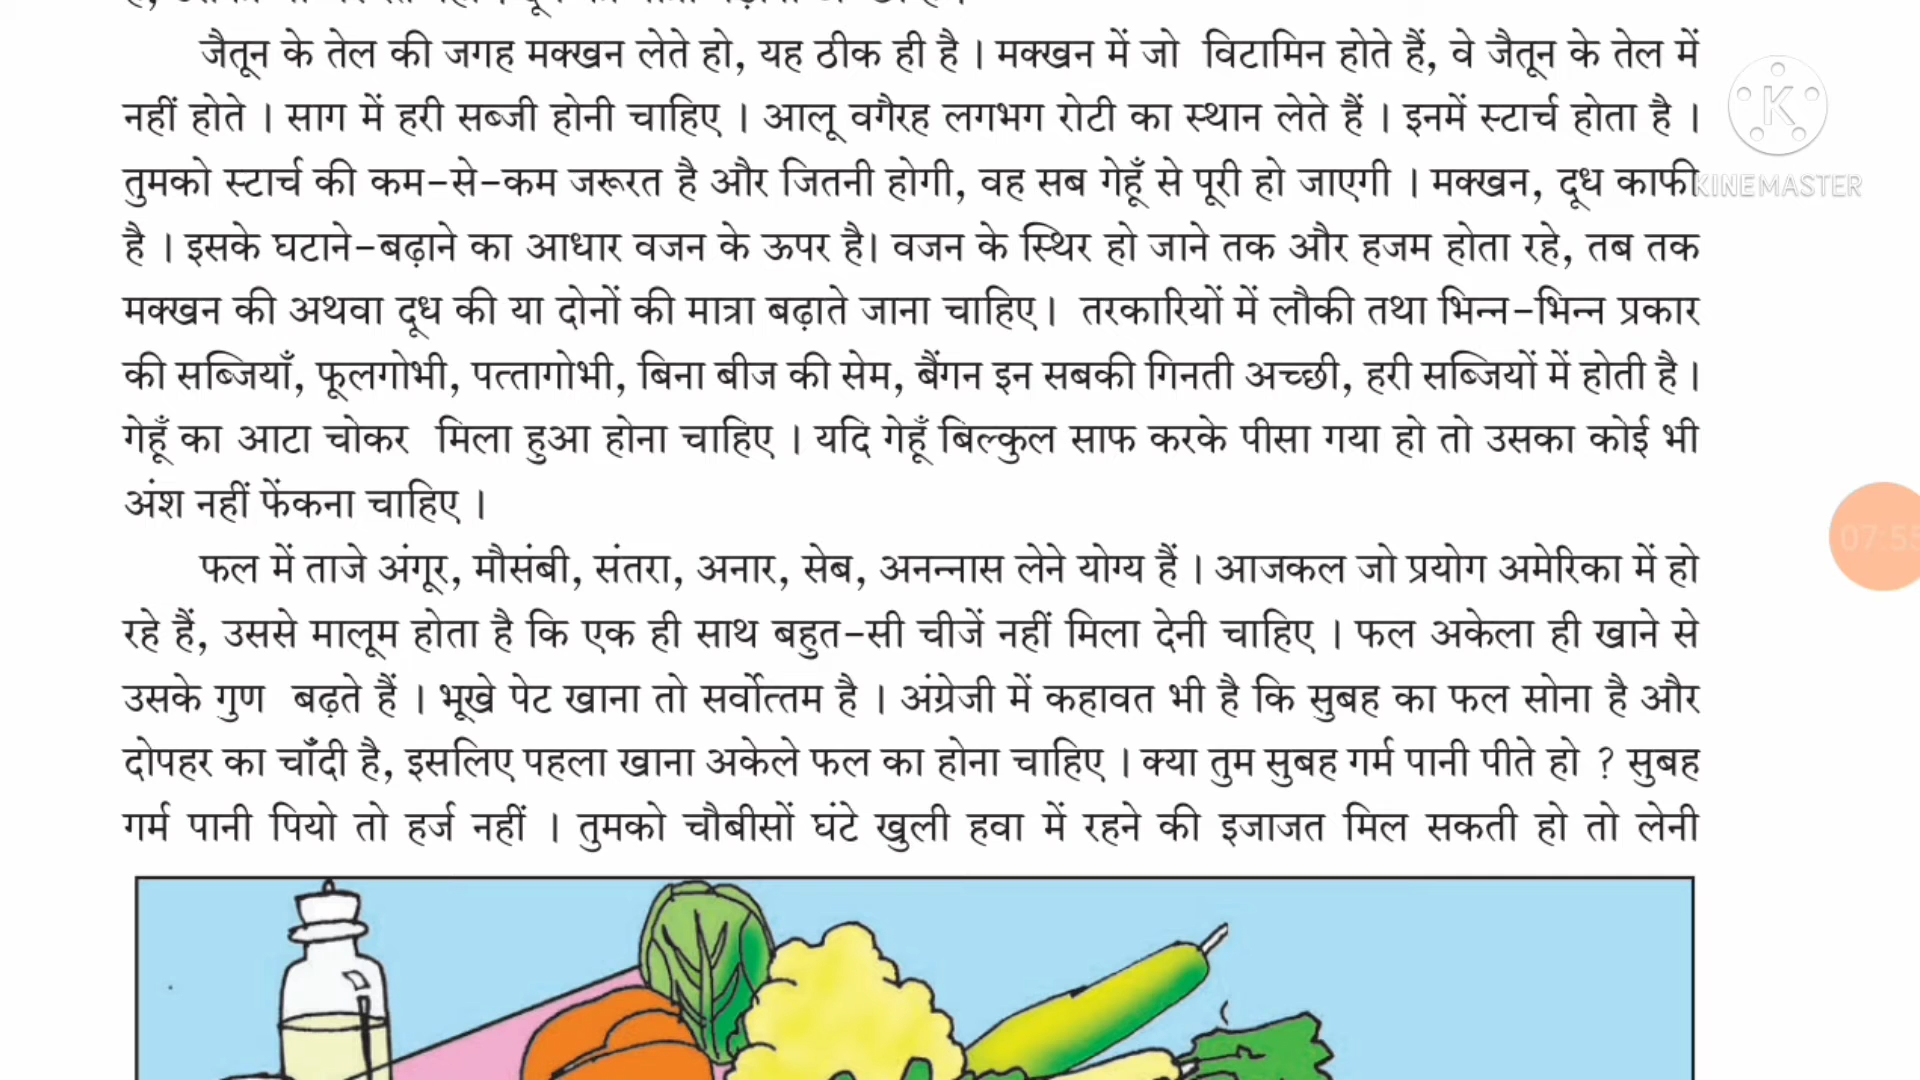 जैतून के तेल की जगह मक्खन लेते हो, यह ठीक ही है । मक्खन में जो विटामिन होते हैं, वे जैतून के तेल में
नहीं होते । साग में हरी सब्जी होनी चाहिए । आलू वगैरह लगभग रोटी का स्थान लेते हैं । इनमें स्टार्च होता है ।
तुमको स्टार्च की कम-से-कम जरूरत है और जितनी होगी, वह सब गेहूँ से पूरी हो जाएगी । मक्खन, दूध काफी
है । इसके घटाने-बढ़ाने का आधार वजन के ऊपर है। वजन के स्थिर हो जाने तक और हजम होता रहे, तब तक
मक्खन की अथवा दूध की या दोनों की मात्रा बढ़ाते जाना चाहिए। तरकारियों में लौकी तथा भिन्न-भिन्न प्रकार
की सब्जियाँ, फूलगोभी, पत्तागोभी, बिना बीज की सेम, बैंगन इन सबकी गिनती अच्छी, हरी सब्जियों में होती है ।
गेहूँ का आटा चोकर मिला हुआ होना चाहिए । यदि गेहूँ बिल्कुल साफ करके पीसा गया हो तो उसका कोई भी
अंश नहीं फेंकना चाहिए ।
फल में ताजे अंगूर, मौसंबी, संतरा, अनार, सेब, अनन्नास लेने योग्य हैं । आजकल जो प्रयोग अमेरिका में हो
रहे हैं, उससे मालूम होता है कि एक ही साथ बहुत-सी चीजें नहीं मिला देनी चाहिए । फल अकेला ही खाने से
उसके गुण बढ़ते हैं । भूखे पेट खाना तो सर्वोत्तम है । अंग्रेजी में कहावत भी है कि सुबह का फल सोना है और
दोपहर का चाँदी है, इसलिए पहला खाना अकेले फल का होना चाहिए । क्या तुम सुबह गर्म पानी पीते हो ? सुबह
गर्म पानी पियो तो हर्ज नहीं । तुमको चौबीसों घंटे खुली हवा में रहने की इजाजत मिल सकती हो तो लेनी
K
KINEMASTER
07:55